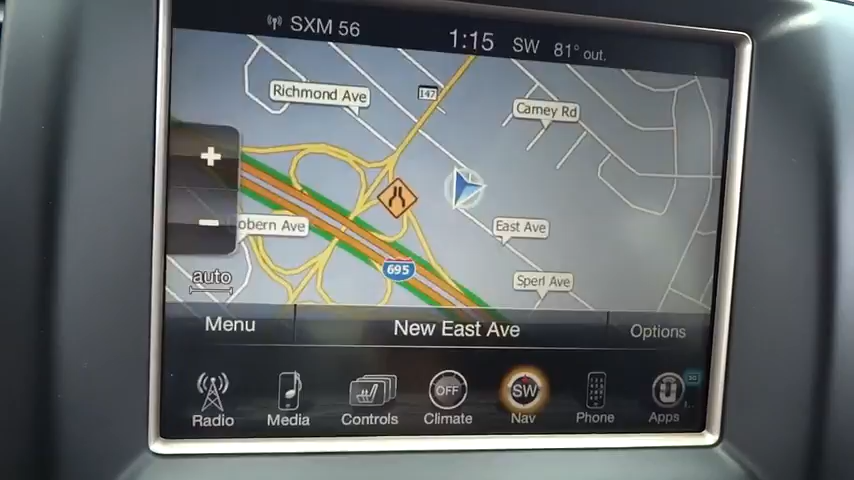 SXM 56
1:15 SW 81° out.
147
Richmond Ave
Carney Rd
+
−
obern Ave
East Ave
695
Sperl Ave
auto
Menu
New East Ave
Options
OFF
SW
Radio
Media
Controls
Climate
Nav
Phone
Apps